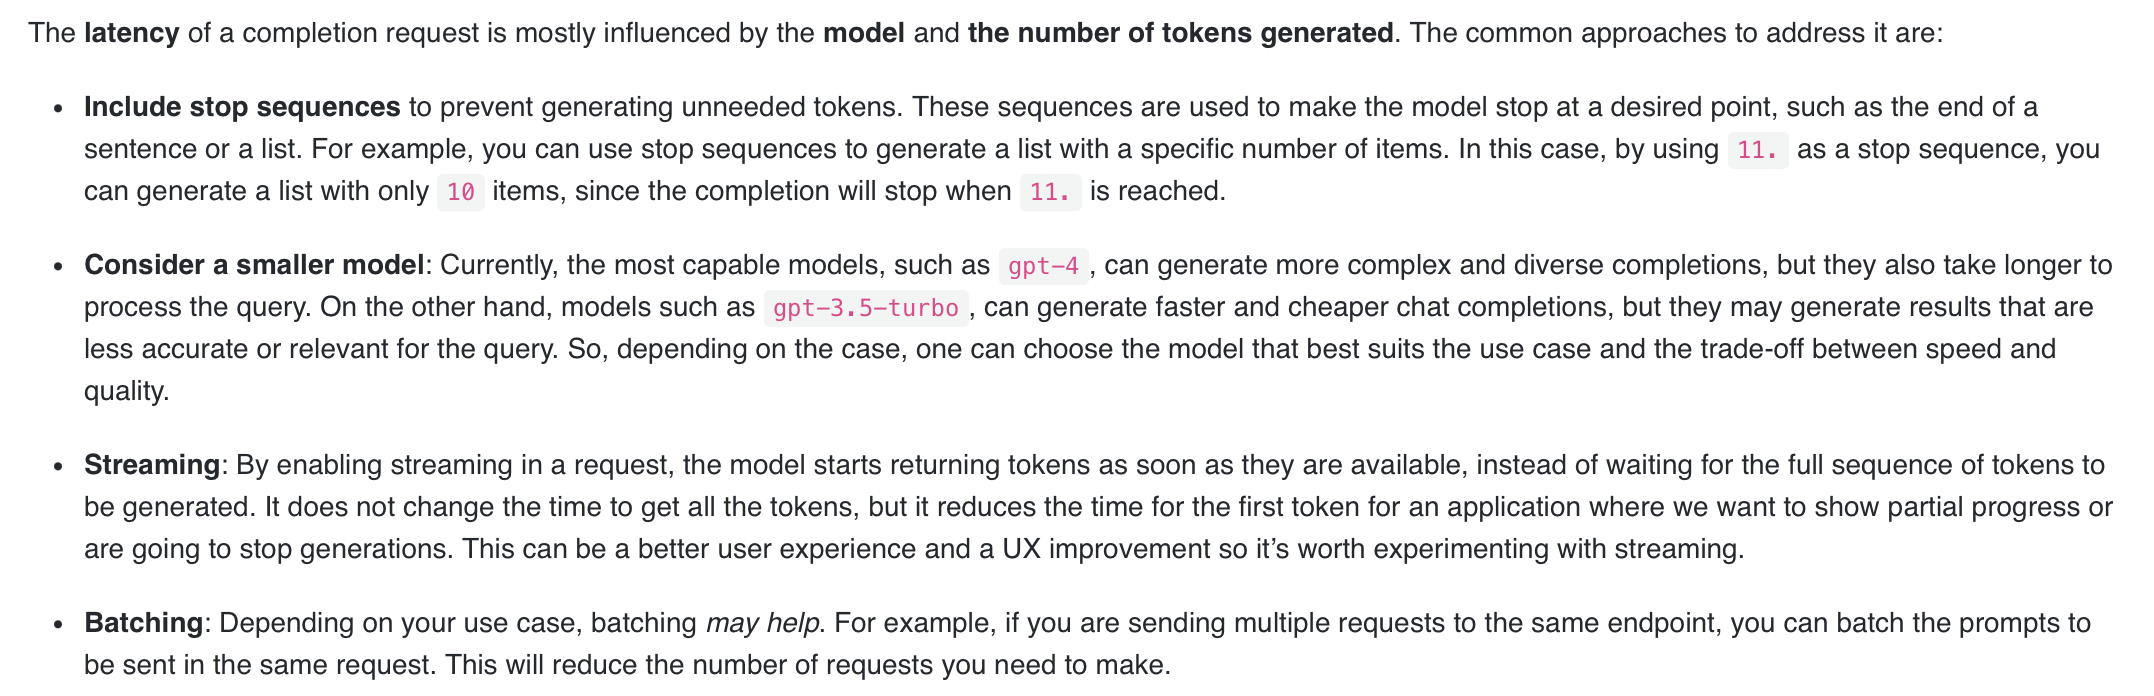 The latency of a completion request is mostly influenced by the model and the number of tokens generated. The common approaches to address it are:
• Include stop sequences to prevent generating unneeded tokens. These sequences are used to make the model stop at a desired point, such as the end of a
sentence or a list. For example, you can use stop sequences to generate a list with a specific number of items. In this case, by using 11. as a stop sequence, you
can generate a list with only 10 items, since the completion will stop when 11. is reached.
• Consider a smaller model: Currently, the most capable models, such as gpt-4 , can generate more complex and diverse completions, but they also take longer to
process the query. On the other hand, models such as gpt-3.5-turbo , can generate faster and cheaper chat completions, but they may generate results that are
less accurate or relevant for the query. So, depending on the case, one can choose the model that best suits the use case and the trade-off between speed and
quality.
• Streaming: By enabling streaming in a request, the model starts returning tokens as soon as they are available, instead of waiting for the full sequence of tokens to
be generated. It does not change the time to get all the tokens, but it reduces the time for the first token for an application where we want to show partial progress or
are going to stop generations. This can be a better user experience and a UX improvement so it’s worth experimenting with streaming.
• Batching: Depending on your use case, batching may help. For example, if you are sending multiple requests to the same endpoint, you can batch the prompts to
be sent in the same request. This will reduce the number of requests you need to make.